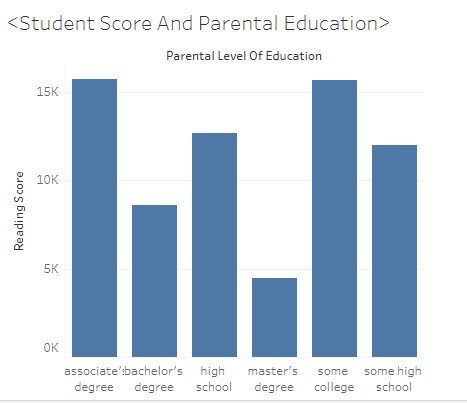 <Student Score And Parental Education>
Parental Level Of Education
15K
10K
5K
0K
Reading Score
associate's bachelor's high master's some some high
degree degree school degree college school